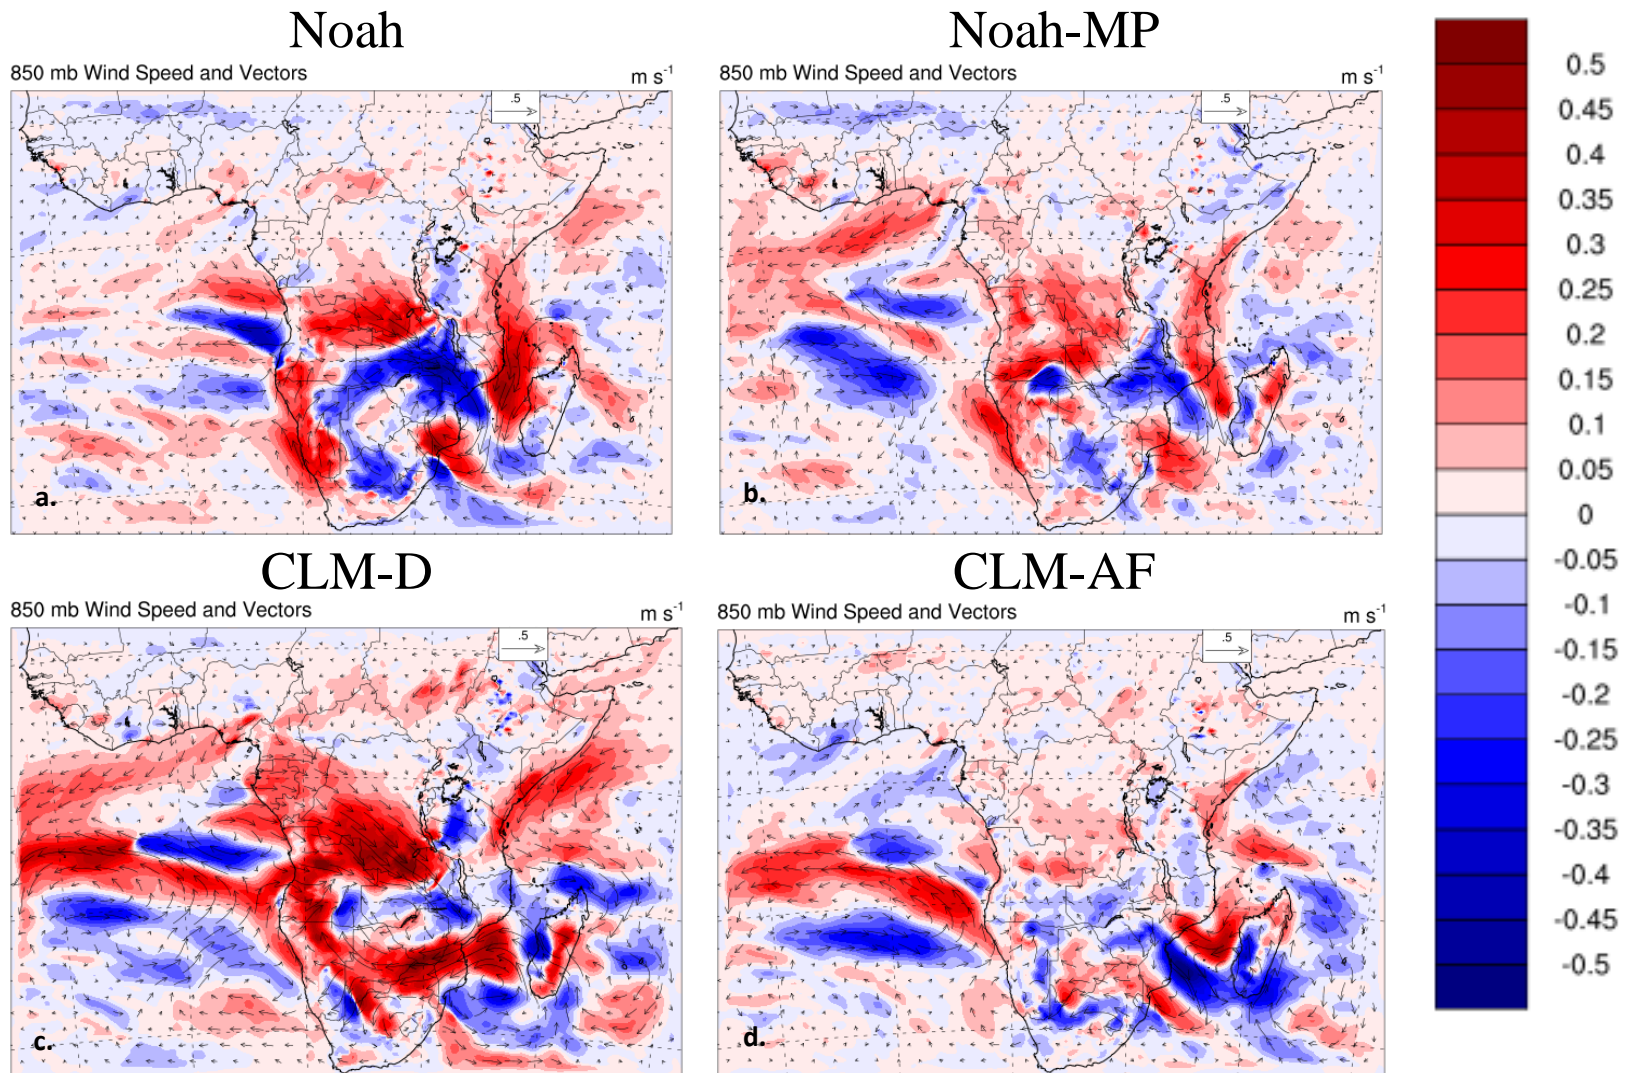 Noah
Noah-MP
850 mb Wind Speed and Vectors m s-1
850 mb Wind Speed and Vectors m s-1
.5
.5
a.
b.
CLM-D
CLM-AF
850 mb Wind Speed and Vectors m s-1
850 mb Wind Speed and Vectors m s-1
.5
.5
c.
d.
0.5
0.45
0.4
0.35
0.3
0.25
0.2
0.15
0.1
0.05
0
-0.05
-0.1
-0.15
-0.2
-0.25
-0.3
-0.35
-0.4
-0.45
-0.5